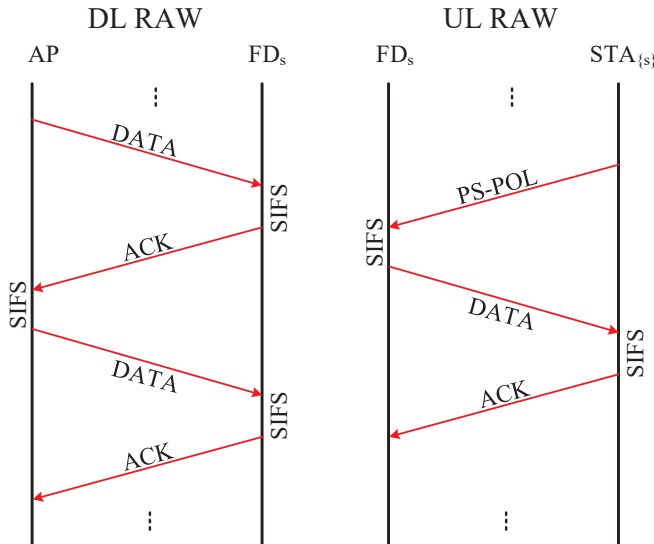 DL RAW
AP
FDs
DATA
SIFS
ACK
SIFS
DATA
SIFS
ACK
UL RAW
FDs
STA{s}
PS-POL
SIFS
DATA
SIFS
ACK